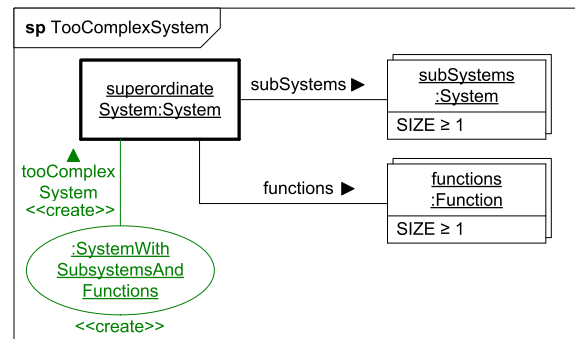 sp TooComplexSystem
superordinate
System:System
subSystems ▶
subSystems
:System
SIZE ≥ 1
functions ▶
functions
:Function
SIZE ≥ 1
▲
tooComplex
System
<<create>>
:SystemWith
SubsystemsAnd
Functions
<<create>>